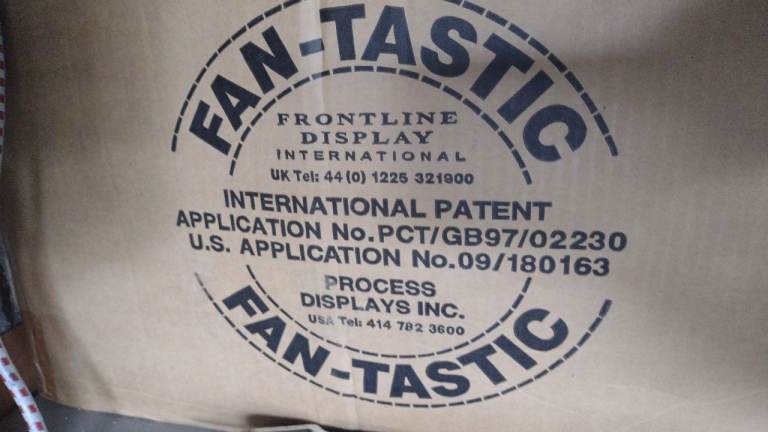 FAN-TASTIC
FRONTLINE
DISPLAY
INTERNATIONAL
UK Tel: 44 (0) 1225 321900
INTERNATIONAL PATENT
APPLICATION No.PCT/GB97/02230
U.S. APPLICATION No.09/180163
PROCESS
DISPLAYS INC.
USA Tel: 414 782 3600
FAN-TASTIC